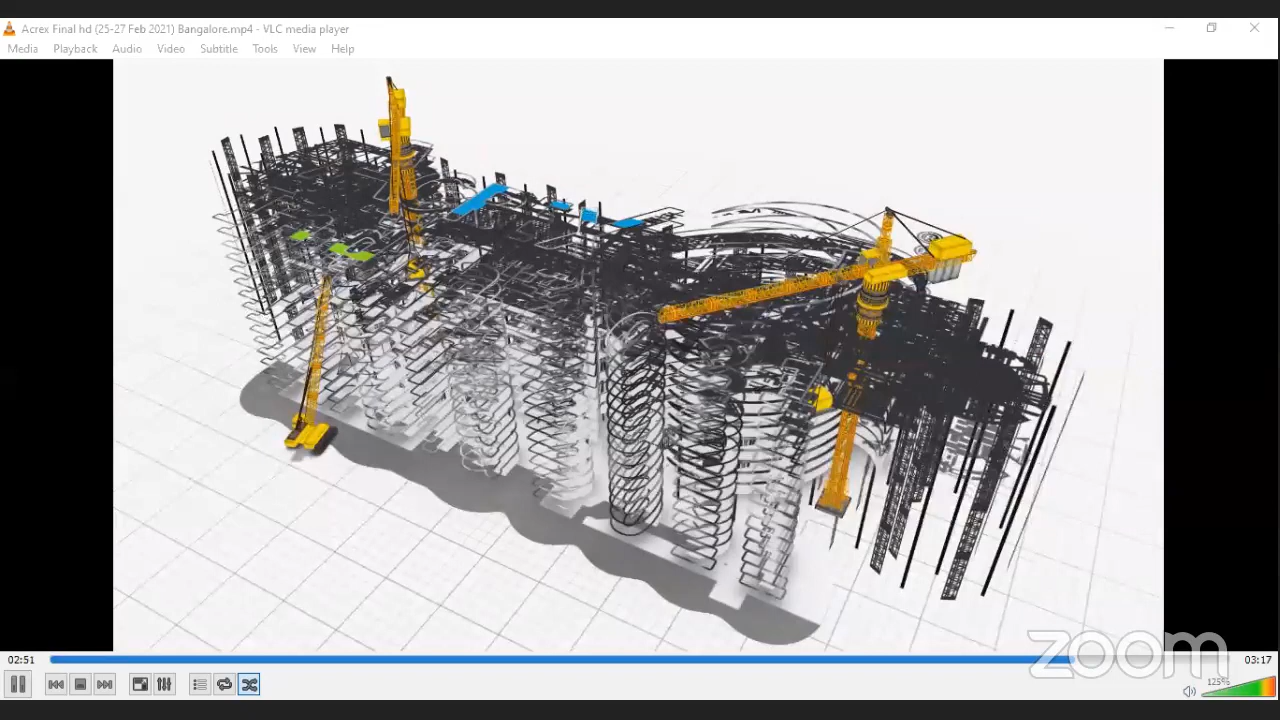 Acrex Final hd (25-27 Feb 2021) Bangalore.mp4 - VLC media player
Media Playback Audio Video Subtitle Tools View Help
02:51
03:17
zoom
125%